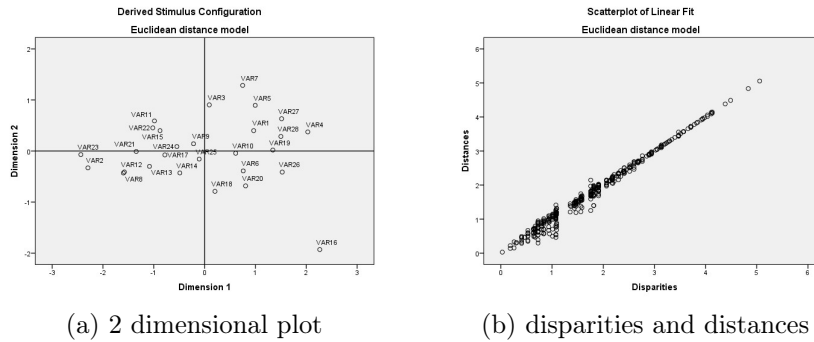 Derived Stimulus Configuration
Euclidean distance model
2
1
0
-1
-2
Dimension 2
VAR7
VAR3
VAR5
VAR27
VAR11
VAR22
VAR15
VAR1
VAR4
VAR28
VAR9
VAR21
VAR24
VAR23
VAR17
VAR25
VAR10
VAR19
VAR2
VAR12
VAR8
VAR13
VAR14
VAR6
VAR26
VAR18
VAR20
VAR16
-3
-2
-1
0
1
2
3
Dimension 1
(a) 2 dimensional plot
Scatterplot of Linear Fit
Euclidean distance model
6
5
4
3
2
1
0
Distances
0
1
2
3
4
5
6
Disparities
(b) disparities and distances